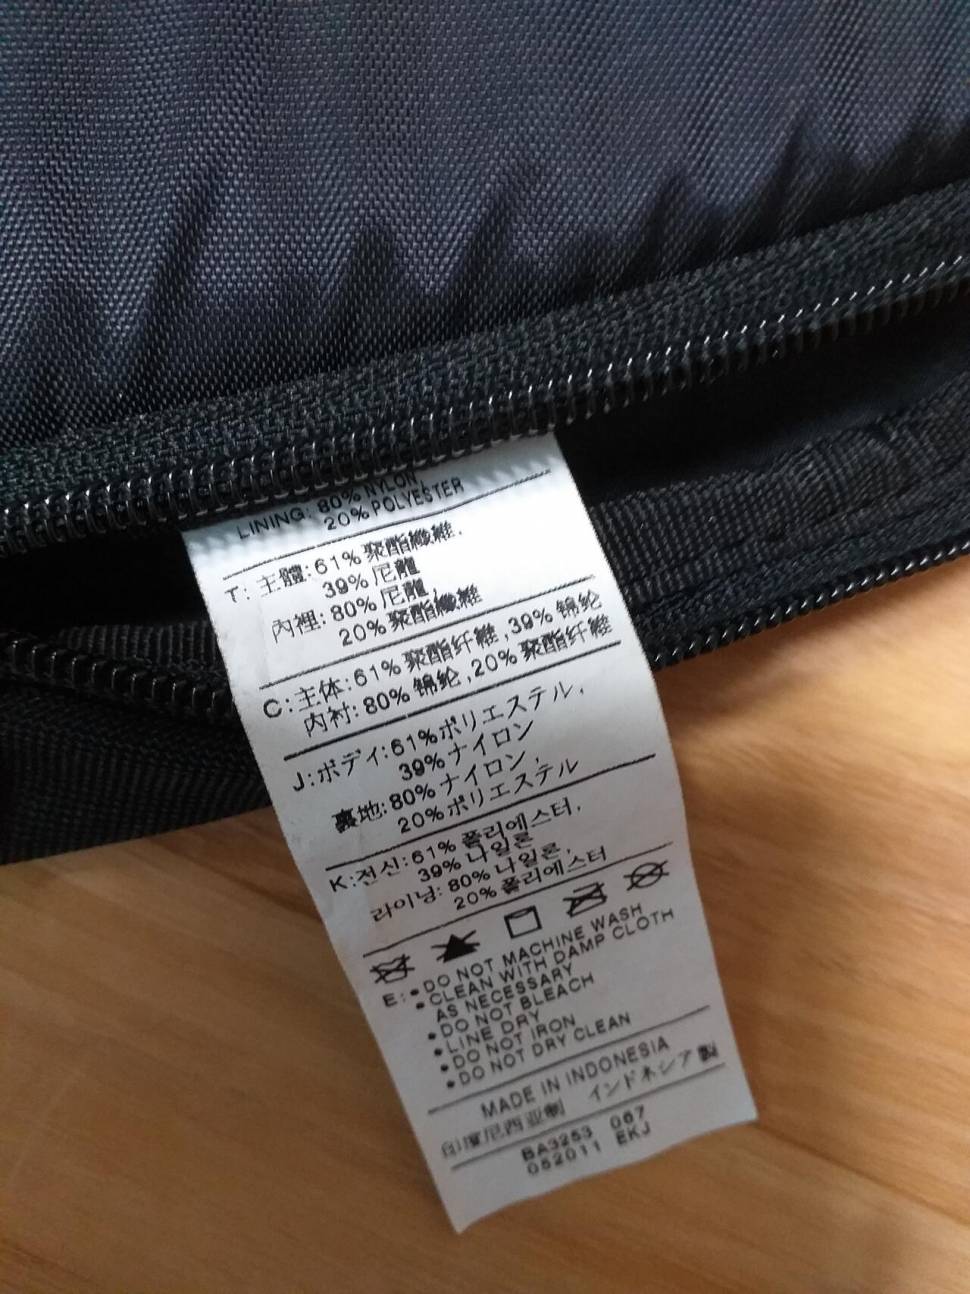 LINING: 80% NYLON,
20% POLYESTER
T: 主體: 61% 聚酯纖維,
39% 尼龍
內裡: 80% 尼龍,
20% 聚酯纖維
C: 主体: 61% 聚酯纤维, 39% 锦纶
内衬: 80% 锦纶, 20% 聚酯纤维
J: ボディ: 61% ポリエステル,
39% ナイロン
裏地: 80% ナイロン,
20% ポリエステル
K: 전신: 61% 폴리에스터,
39% 나일론
라이닝: 80% 나일론,
20% 폴리에스터
E: • DO NOT MACHINE WASH
• CLEAN WITH DAMP CLOTH
AS NECESSARY
• DO NOT BLEACH
• LINE DRY
• DO NOT IRON
• DO NOT DRY CLEAN
MADE IN INDONESIA
印度尼西亚制 インドネシア製
BA3253 067
052011 EKJ